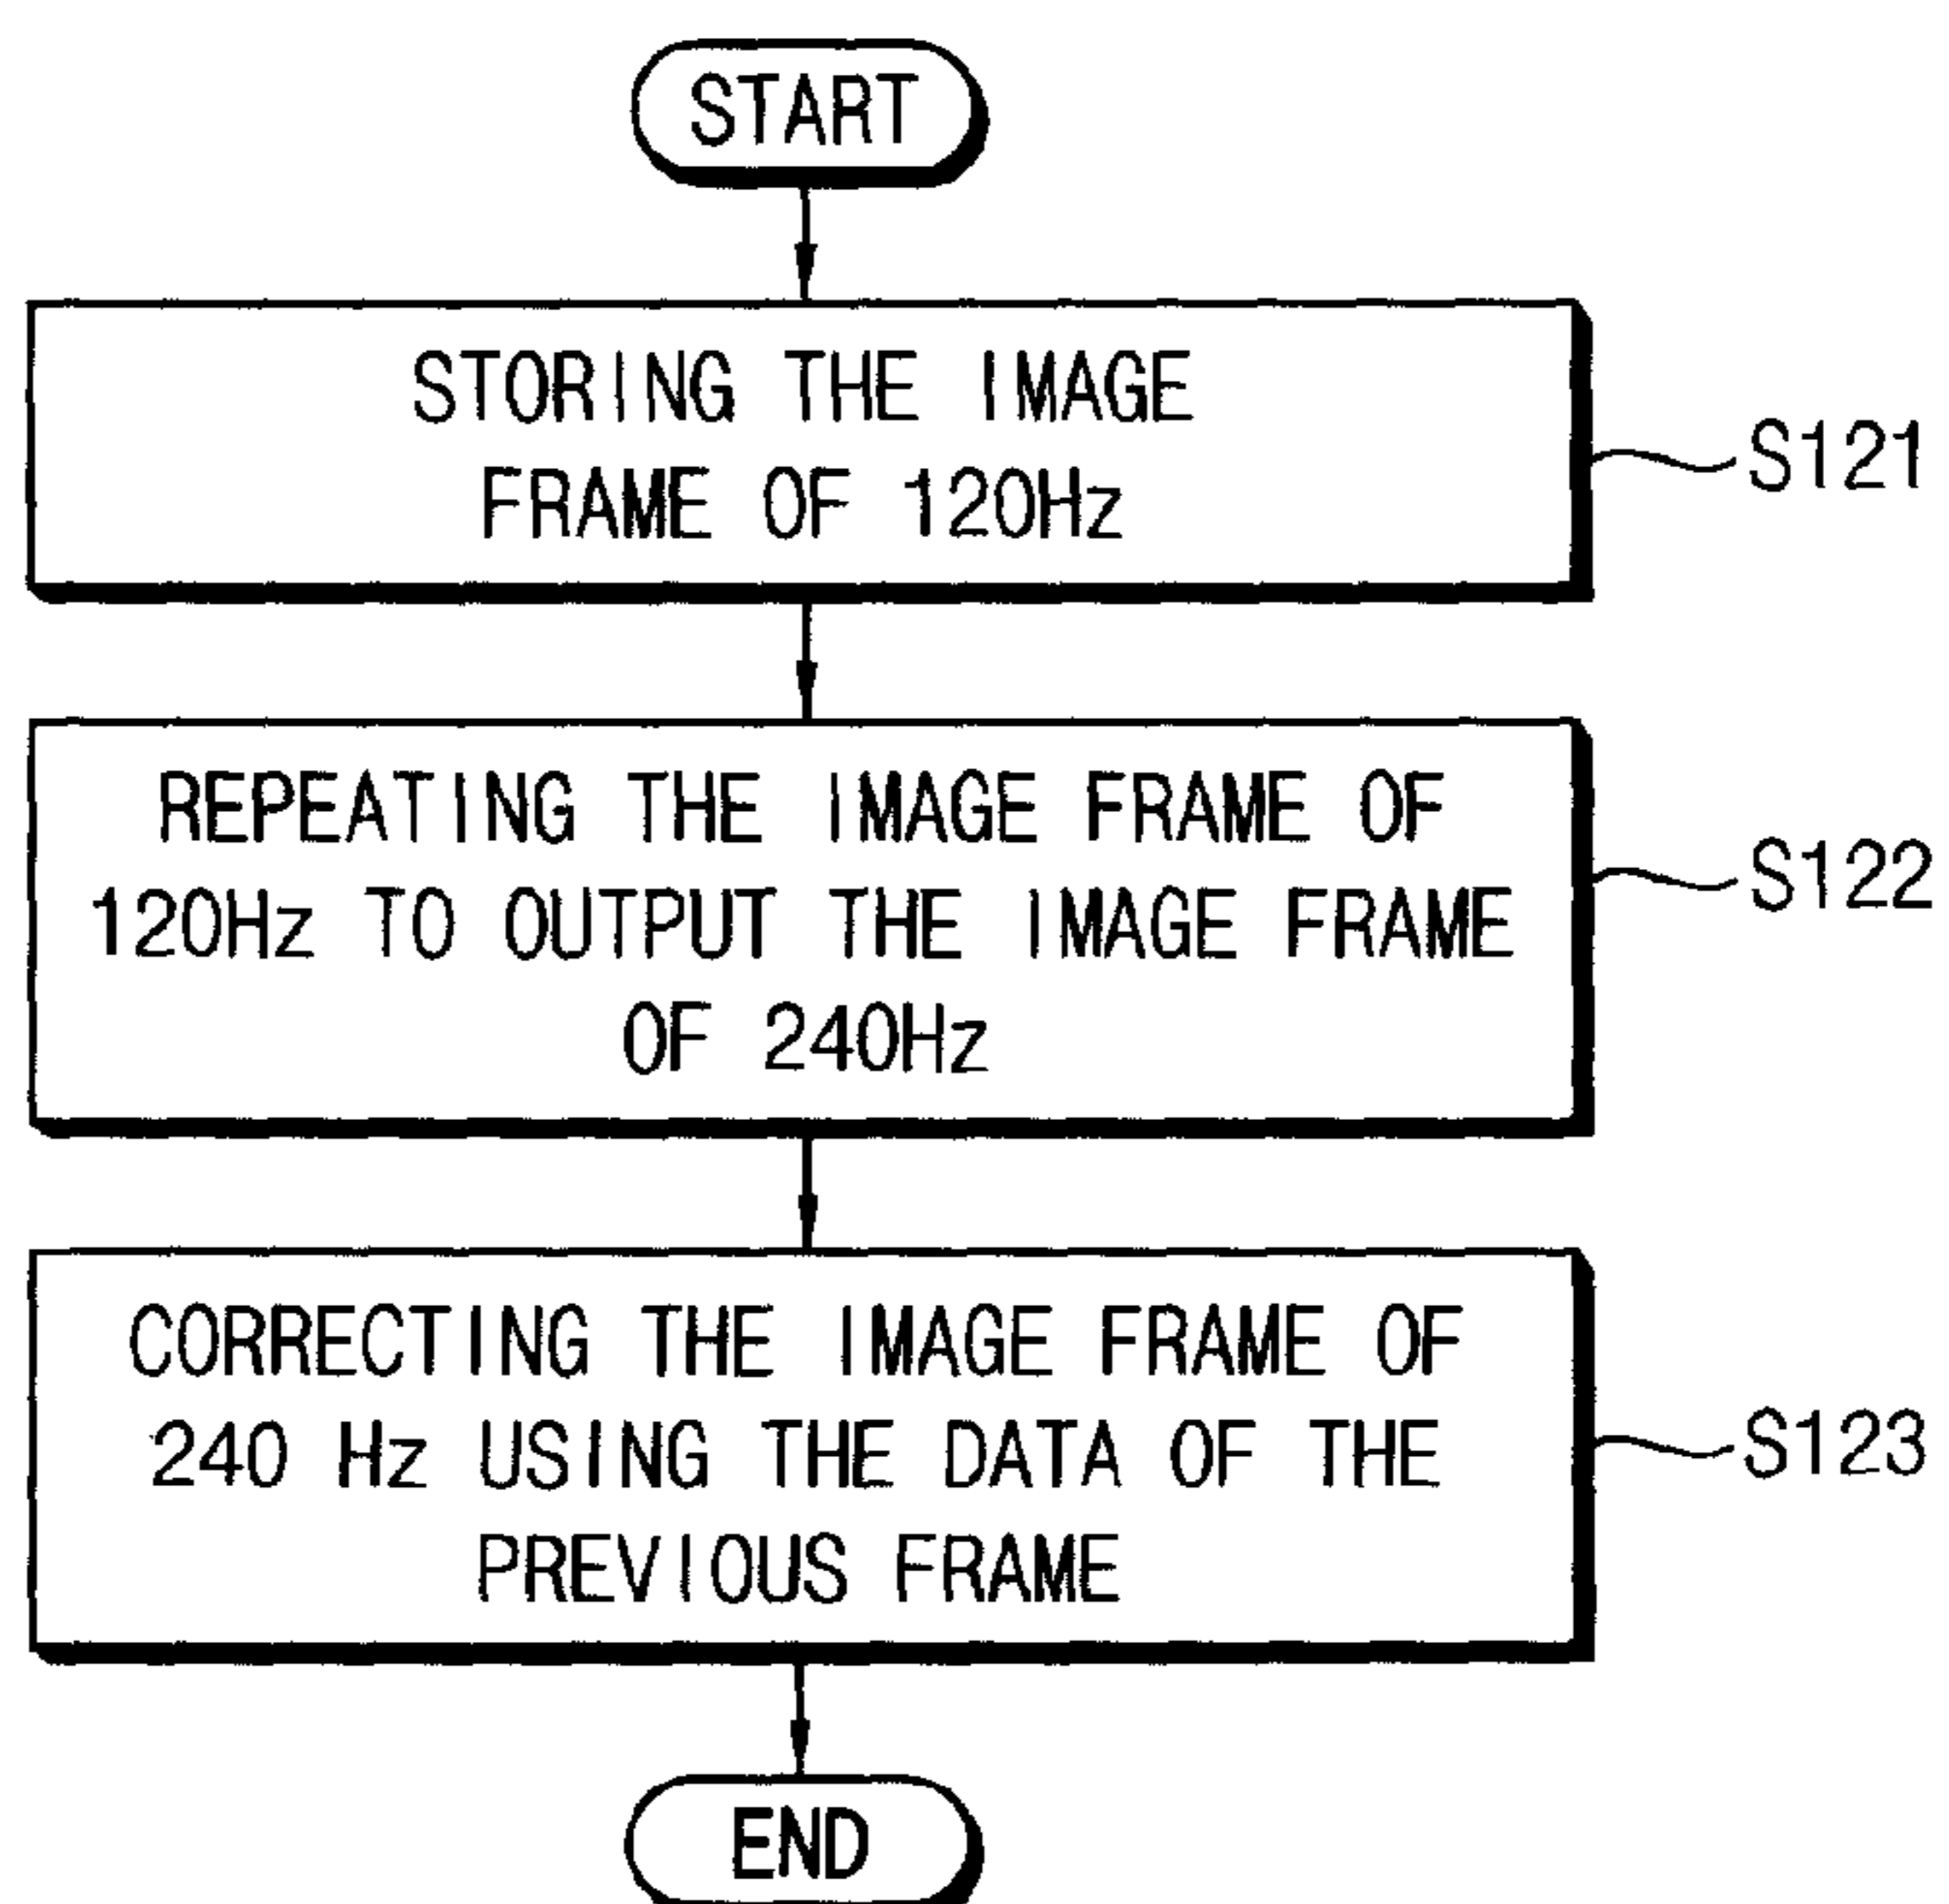 START
STORING THE IMAGE
FRAME OF 120Hz
S121
REPEATING THE IMAGE FRAME OF
120Hz TO OUTPUT THE IMAGE FRAME
OF 240Hz
S122
CORRECTING THE IMAGE FRAME OF
240 Hz USING THE DATA OF THE
PREVIOUS FRAME
S123
END